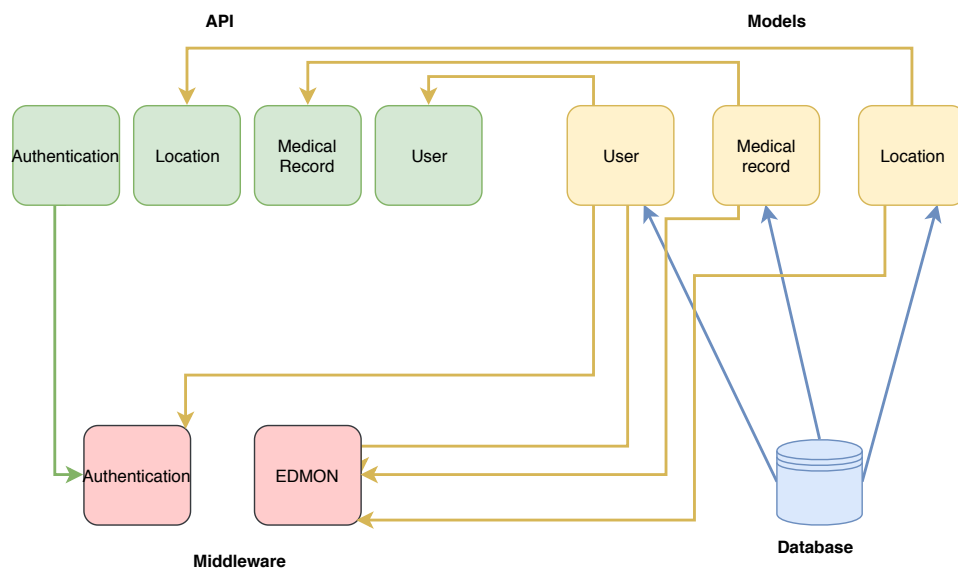 API
Models
Authentication
Location
Medical
Record
User
User
Medical
record
Location
Authentication
EDMON
Middleware
Database